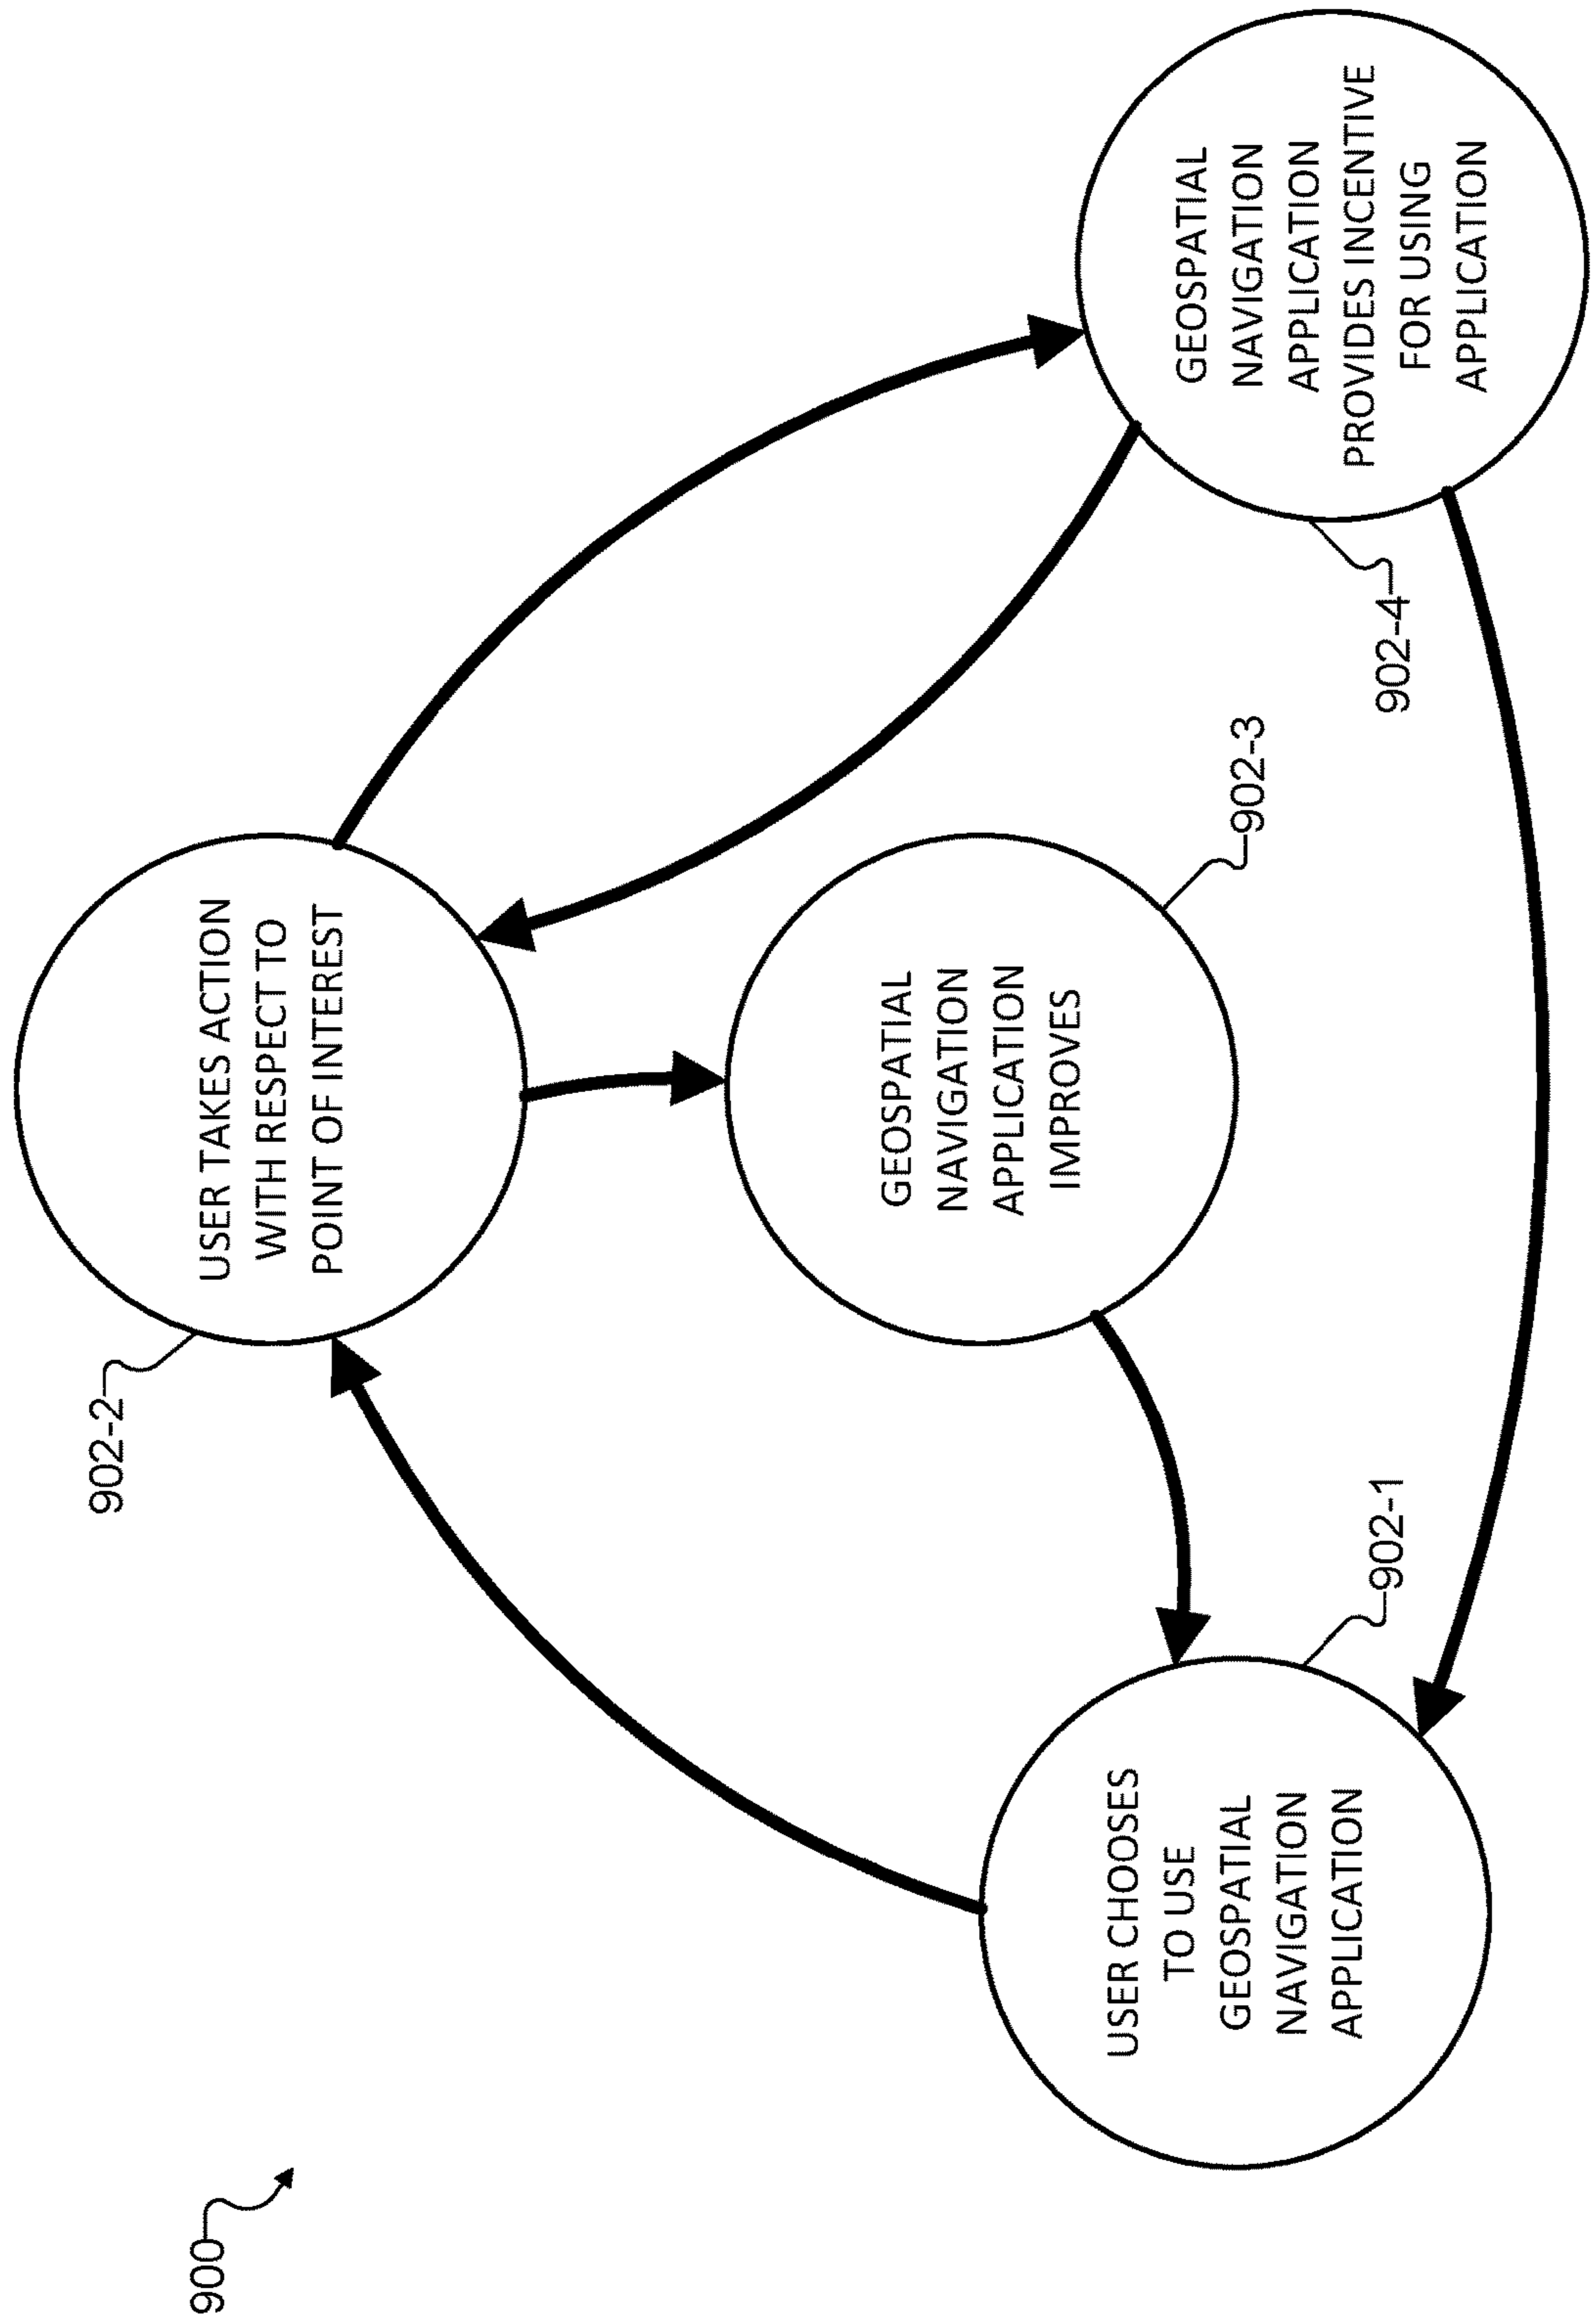 900
902-2
USER TAKES ACTION
WITH RESPECT TO
POINT OF INTEREST
GEOSPATIAL
NAVIGATION
APPLICATION
IMPROVES
902-3
USER CHOOSES
TO USE
GEOSPATIAL
NAVIGATION
APPLICATION
902-1
GEOSPATIAL
NAVIGATION
APPLICATION
PROVIDES INCENTIVE
FOR USING
APPLICATION
902-4